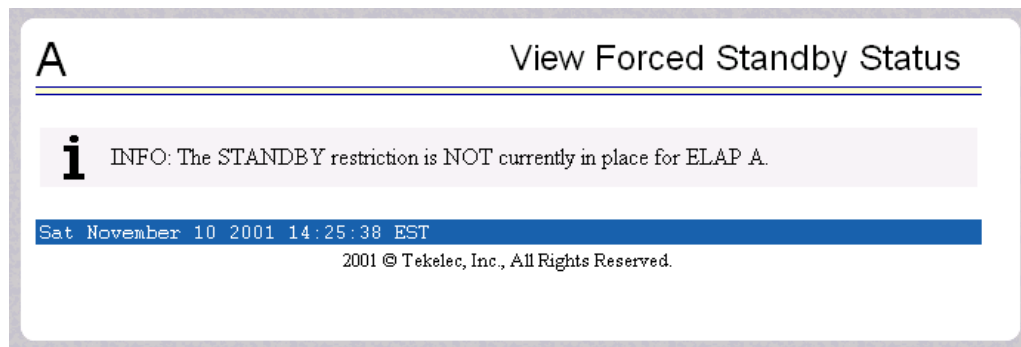 A
View Forced Standby Status
i
INFO: The STANDBY restriction is NOT currently in place for ELAP A.
Sat November 10 2001 14:25:38 EST
2001 © Tekelec, Inc., All Rights Reserved.